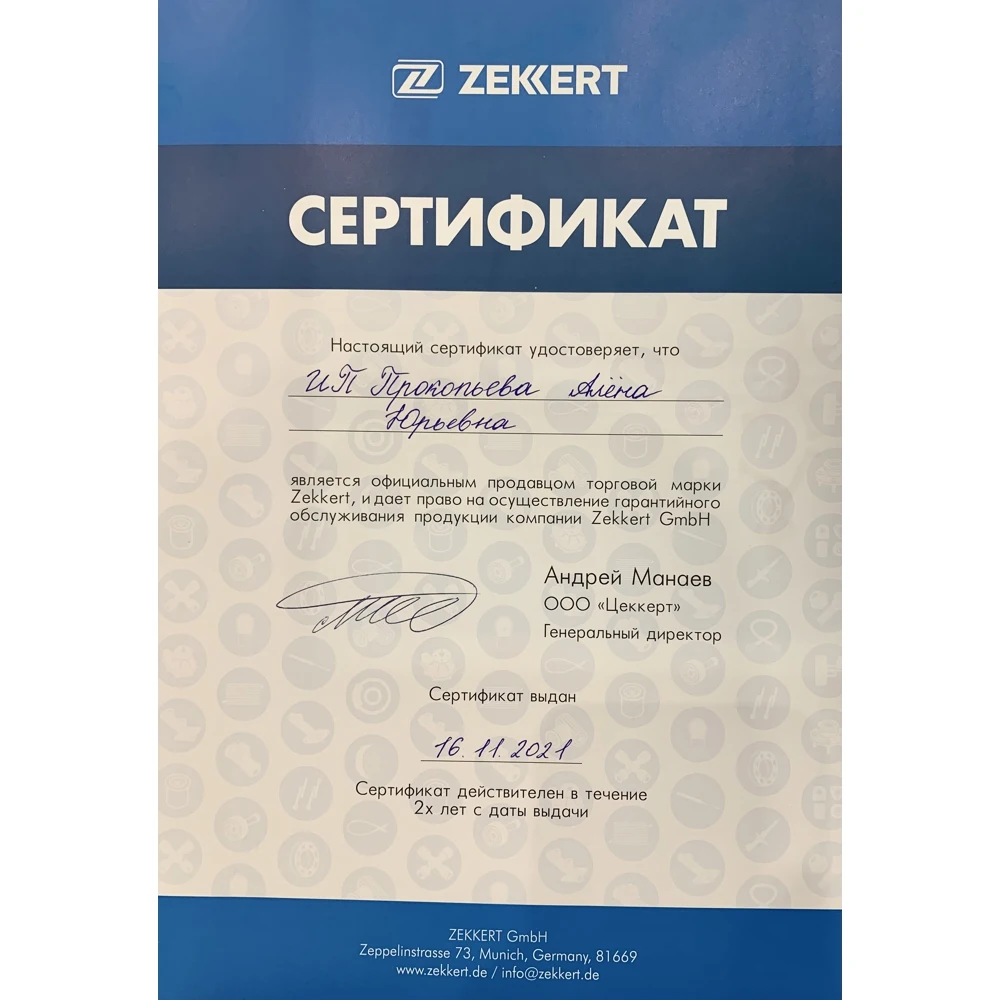 ZEKKERT
СЕРТИФИКАТ
Настоящий сертификат удостоверяет, что
ИП Прокопьева Алёна
Юрьевна
является официальным продавцом торговой марки
Zekkert, и дает право на осуществление гарантийного
обслуживания продукции компании Zekkert GmbH
Андрей Манаев
ООО «Цеккерт»
Генеральный директор
Сертификат выдан
16.11.2021
Сертификат действителен в течение
2х лет с даты выдачи
ZEKKERT GmbH
Zeppelinstrasse 73, Munich, Germany, 81669
www.zekkert.de / info@zekkert.de